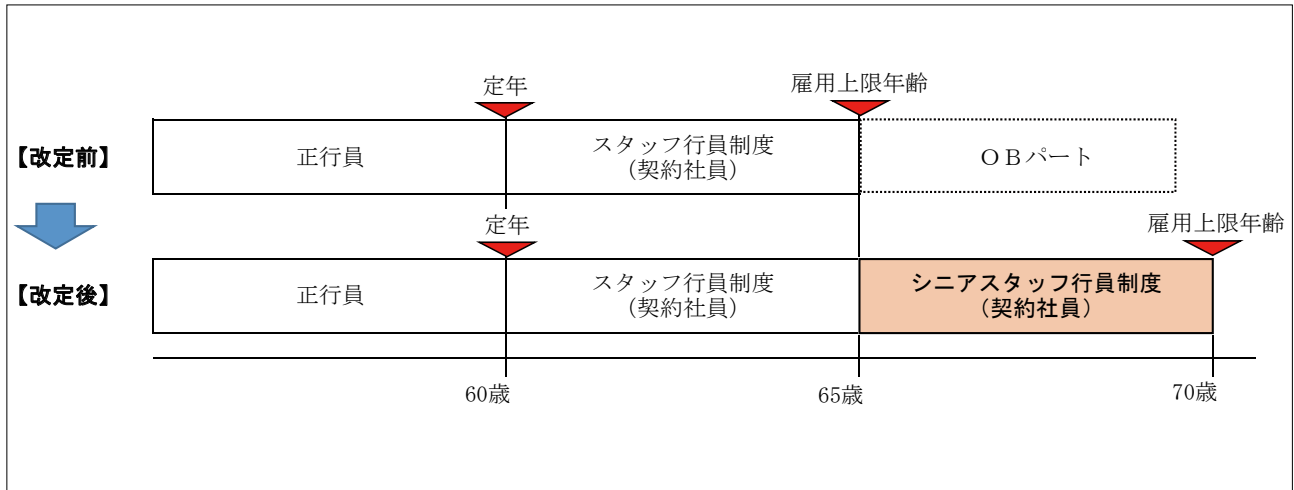 定年
雇用上限年齢
【改定前】
正行員
スタッフ行員制度
（契約社員）
ＯＢパート
定年
雇用上限年齢
【改定後】
正行員
スタッフ行員制度
（契約社員）
シニアスタッフ行員制度
（契約社員）
60歳
65歳
70歳